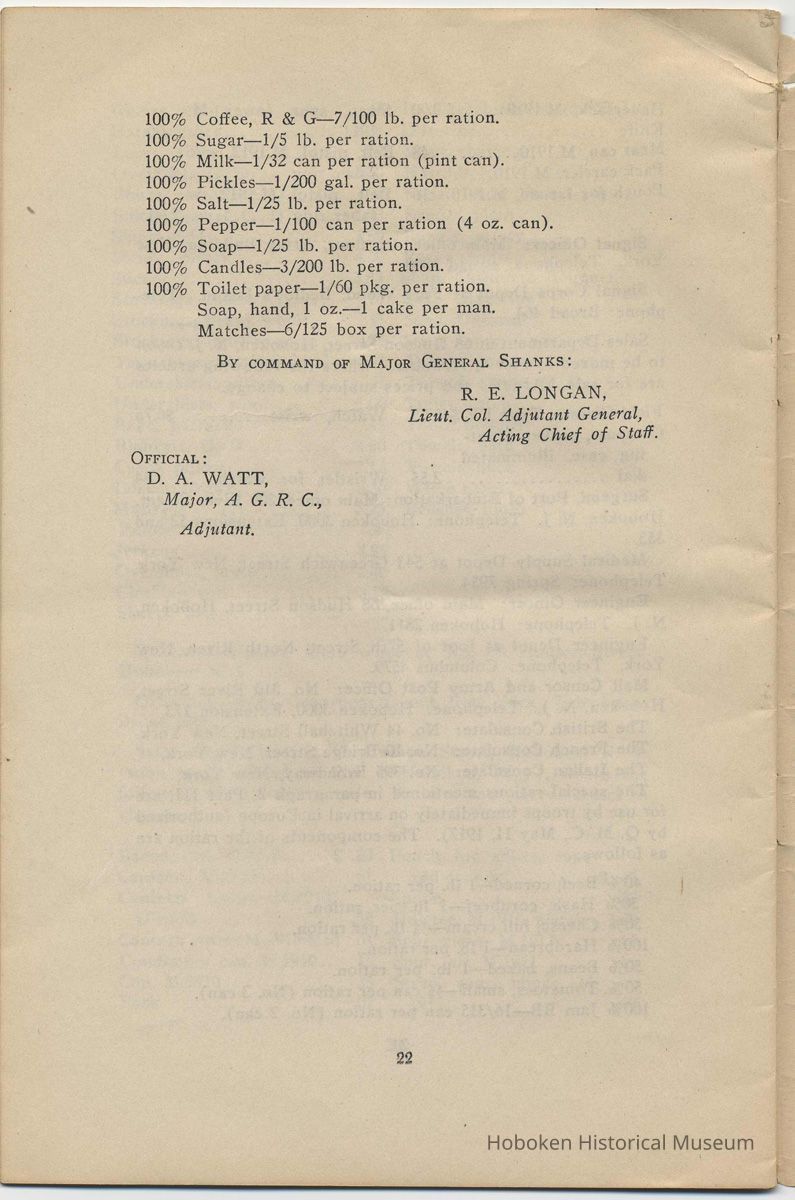 100% Coffee, R & G—7/100 lb. per ration.
100% Sugar—1/5 lb. per ration.
100% Milk—1/32 can per ration (pint can).
100% Pickles—1/200 gal. per ration.
100% Salt—1/25 lb. per ration.
100% Pepper—1/100 can per ration (4 oz. can).
100% Soap—1/25 lb. per ration.
100% Candles—3/200 lb. per ration.
100% Toilet paper—1/60 pkg. per ration.
Soap, hand, 1 oz.—1 cake per man.
Matches—6/125 box per ration.
By command of Major General Shanks:
R. E. LONGAN,
Lieut. Col. Adjutant General,
Acting Chief of Staff.
Official:
D. A. WATT,
Major, A. G. R. C.,
Adjutant.
22
Hoboken Historical Museum